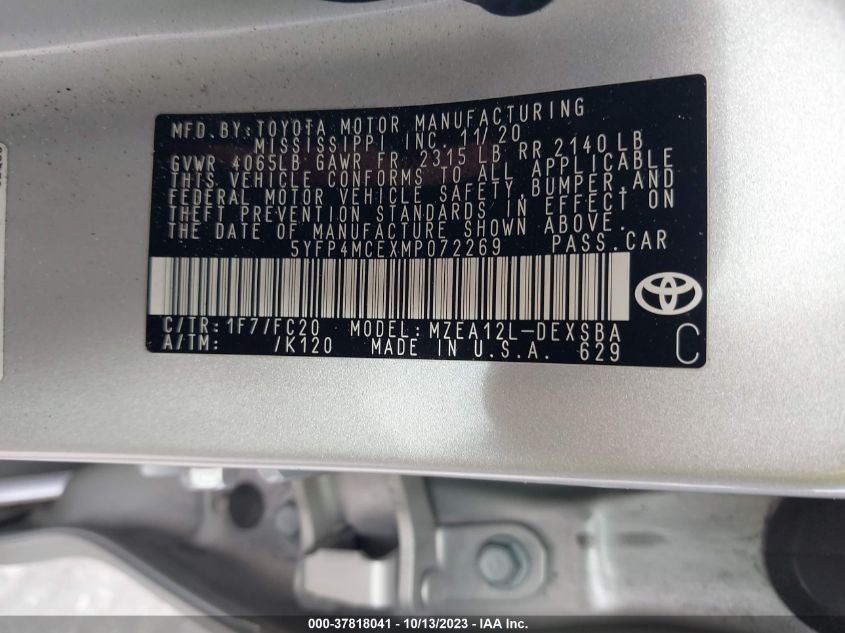 MFD. BY: TOYOTA MOTOR MANUFACTURING
MISSISSIPPI, INC. 11/20
GVWR 4065LB GAWR FR 2315 LB RR 2140 LB
THIS VEHICLE CONFORMS TO ALL APPLICABLE
FEDERAL MOTOR VEHICLE SAFETY, BUMPER, AND
THEFT PREVENTION STANDARDS IN EFFECT ON
THE DATE OF MANUFACTURE SHOWN ABOVE.
5YFP4MCEXMP072269 PASS. CAR
C/TR: 1F7/FC20 MODEL: MZEA12L-DEXSBA
A/TM: /K120 MADE IN U.S.A. 629 C
000-37818041 - 10/13/2023 - IAA Inc.